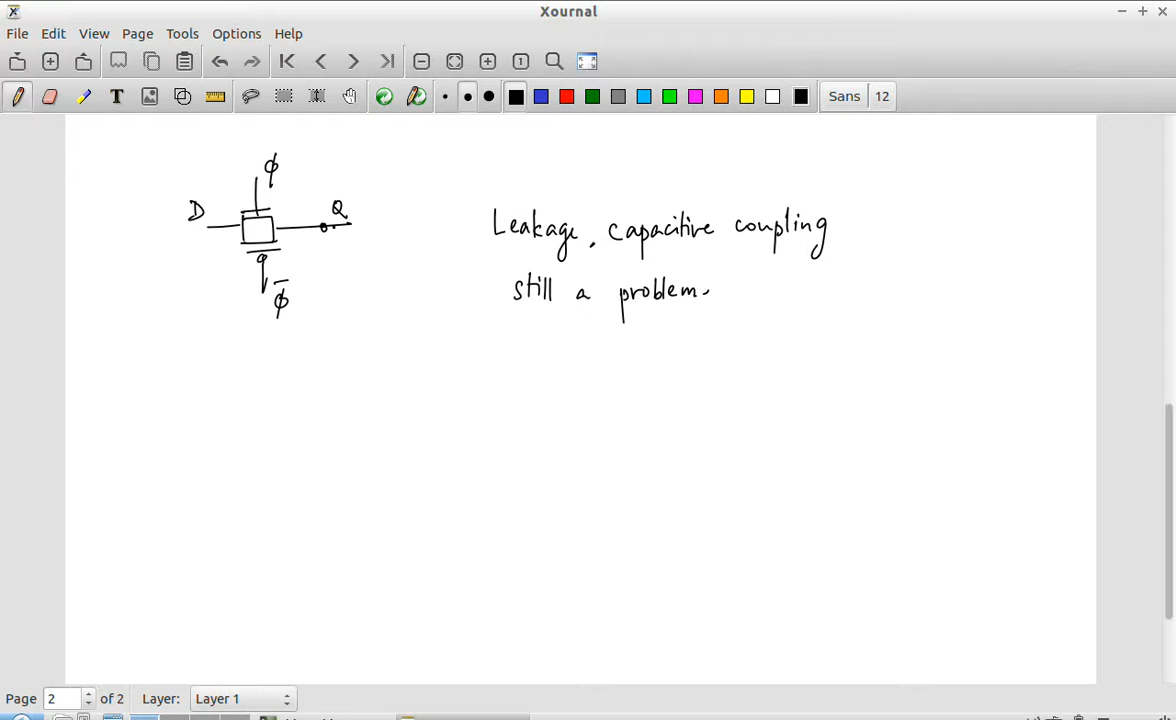 Xournal
File Edit View Page Tools Options Help
Sans 12
ϕ
D Q
ϕ̅
Leakage, capacitive coupling
still a problem.
Page 2 of 2 Layer: Layer 1